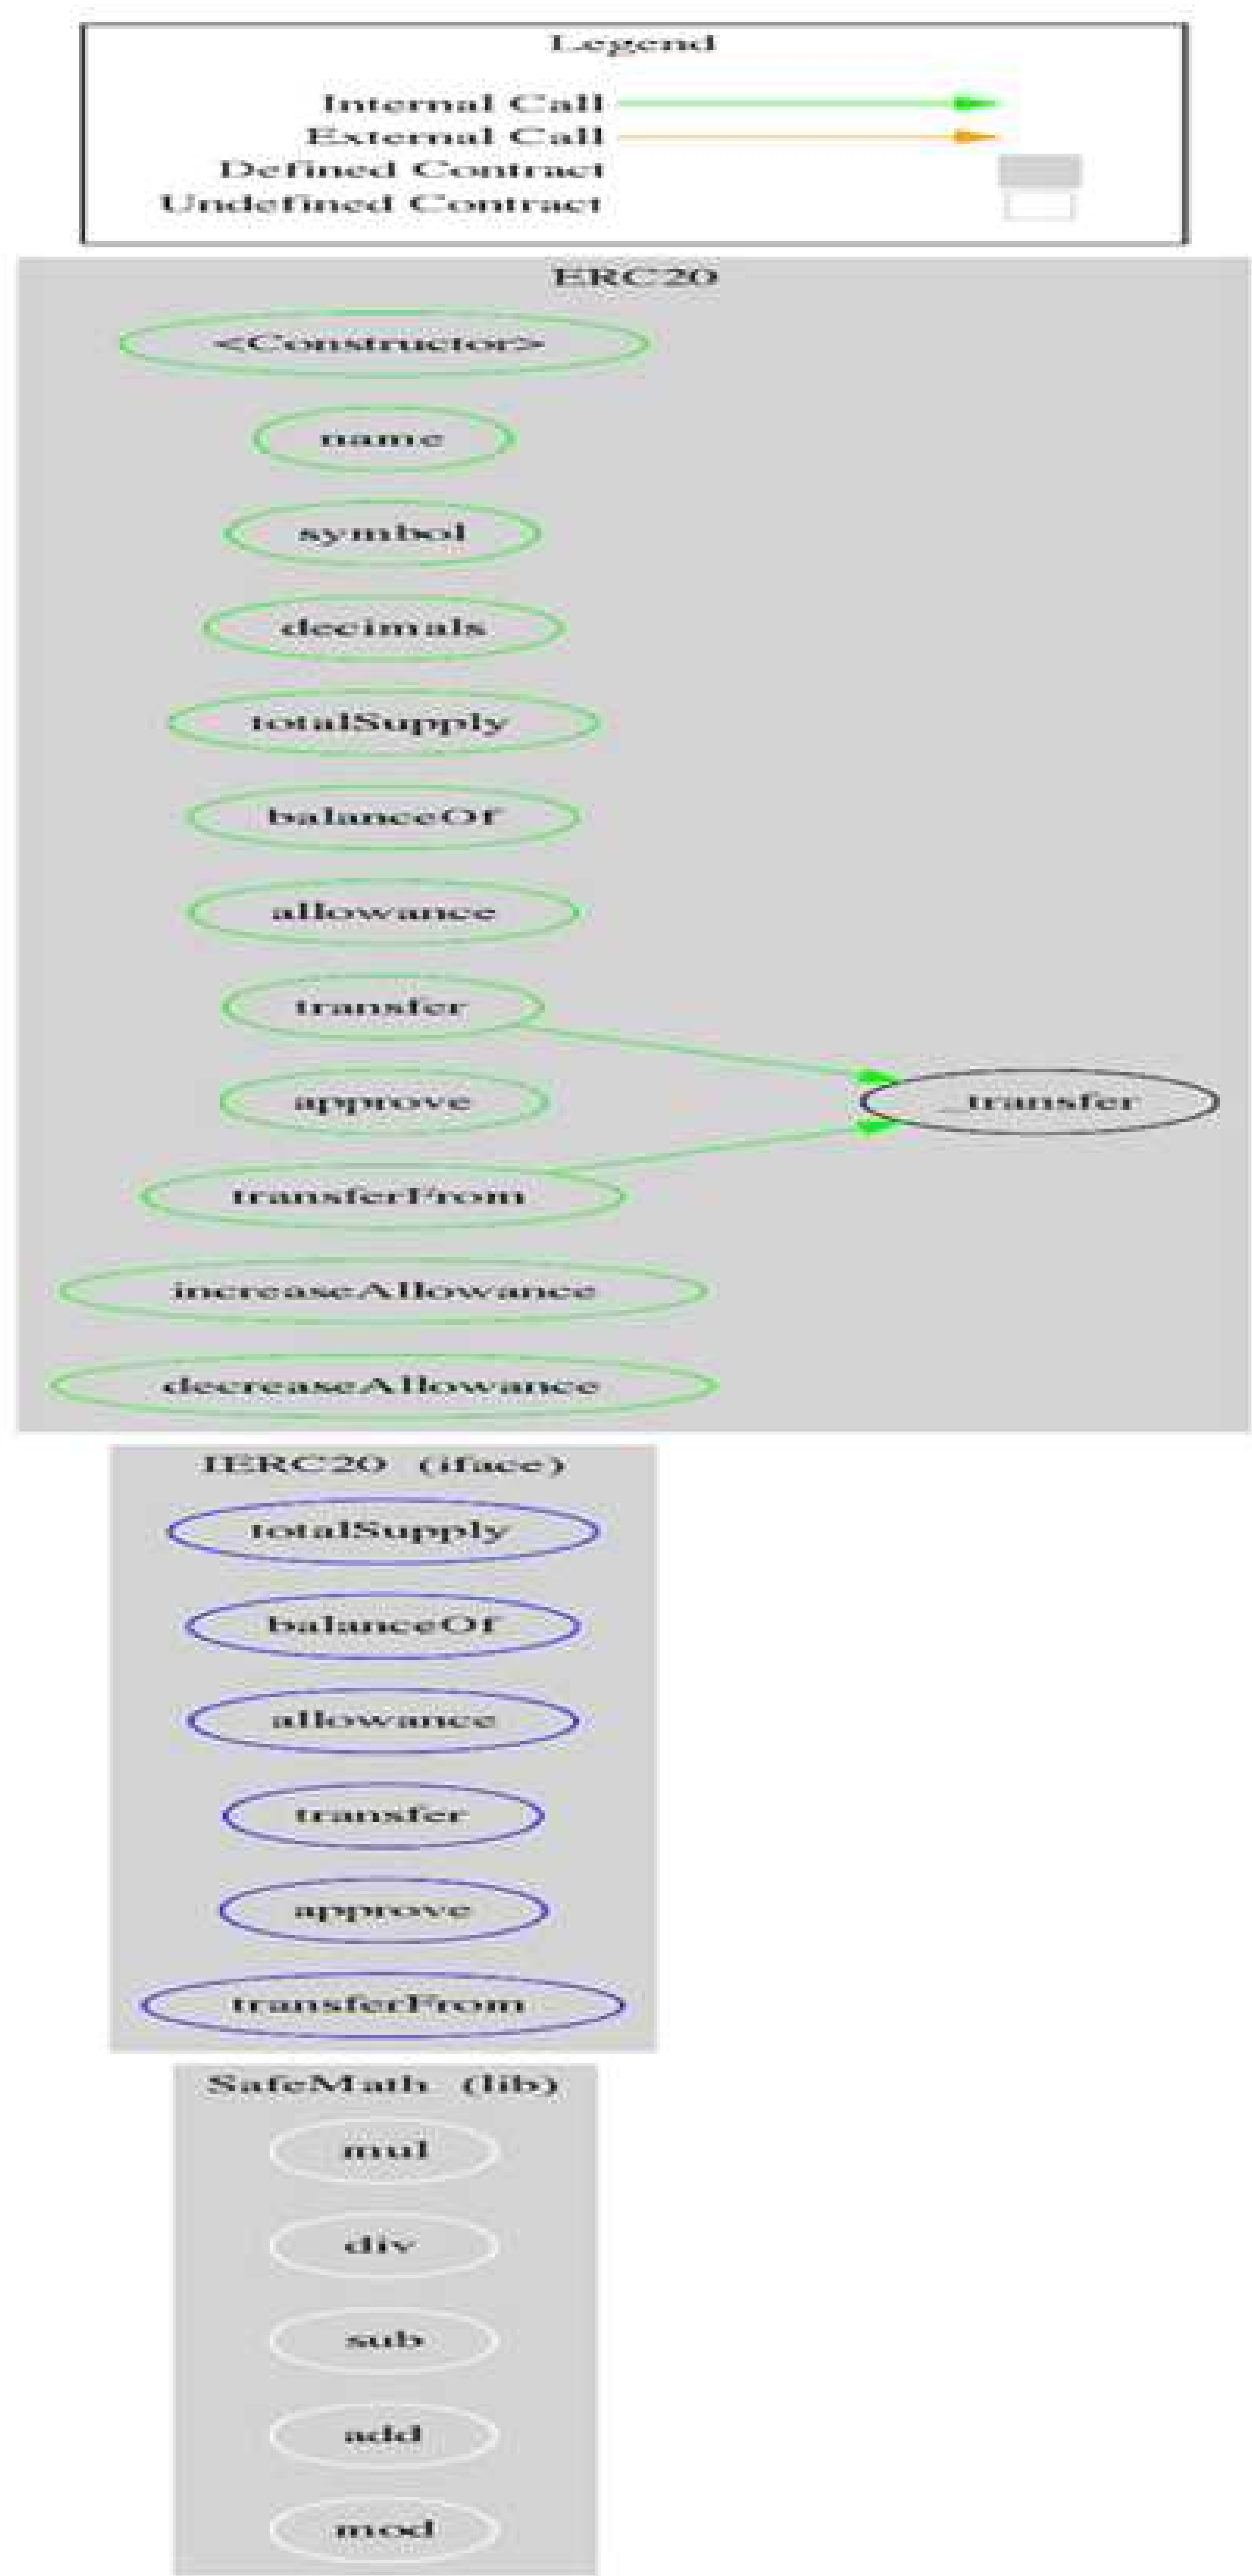 Legend
Internal Call
External Call
Defined Contract
Undefined Contract
ERC20
<Constructor>
name
symbol
decimals
totalSupply
balanceOf
allowance
transfer
approve
_transfer
transferFrom
increaseAllowance
decreaseAllowance
IERC20 (iface)
totalSupply
balanceOf
allowance
transfer
approve
transferFrom
SafeMath (lib)
mul
div
sub
add
mod